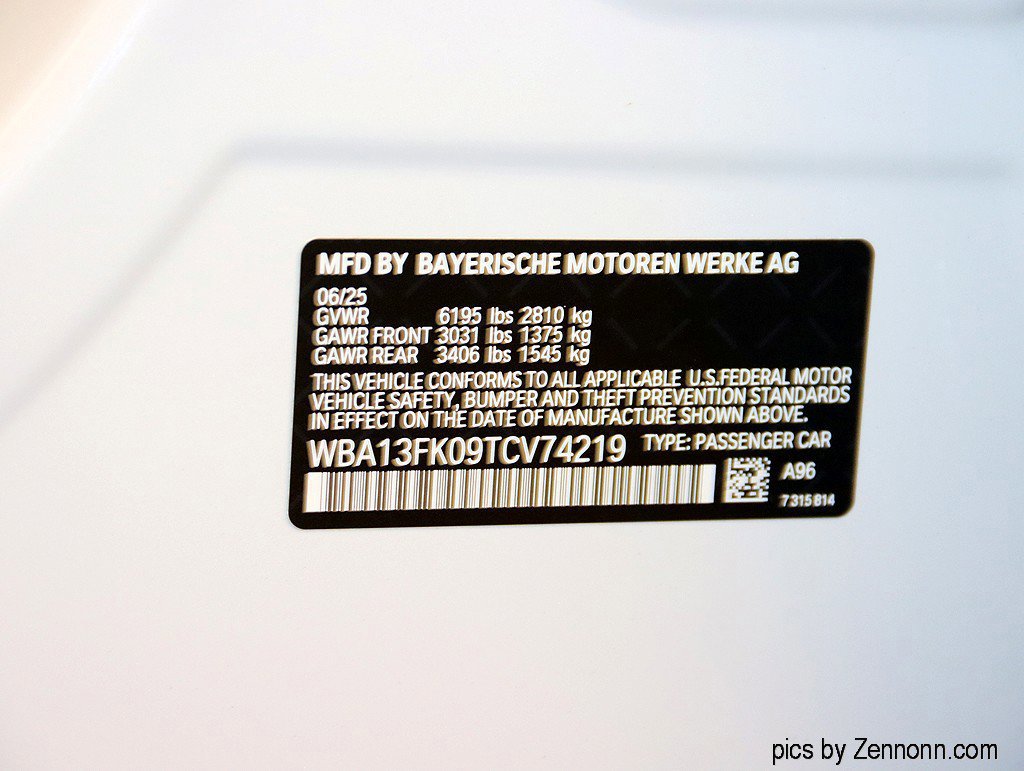 MFD BY BAYERISCHE MOTOREN WERKE AG
06/25
GVWR 6195 lbs 2810 kg
GAWR FRONT 3031 lbs 1375 kg
GAWR REAR 3406 lbs 1545 kg
THIS VEHICLE CONFORMS TO ALL APPLICABLE U.S.FEDERAL MOTOR
VEHICLE SAFETY, BUMPER AND THEFT PREVENTION STANDARDS
IN EFFECT ON THE DATE OF MANUFACTURE SHOWN ABOVE.
WBA13FK09TCV74219 TYPE: PASSENGER CAR
A96
7315814
pics by Zennonn.com